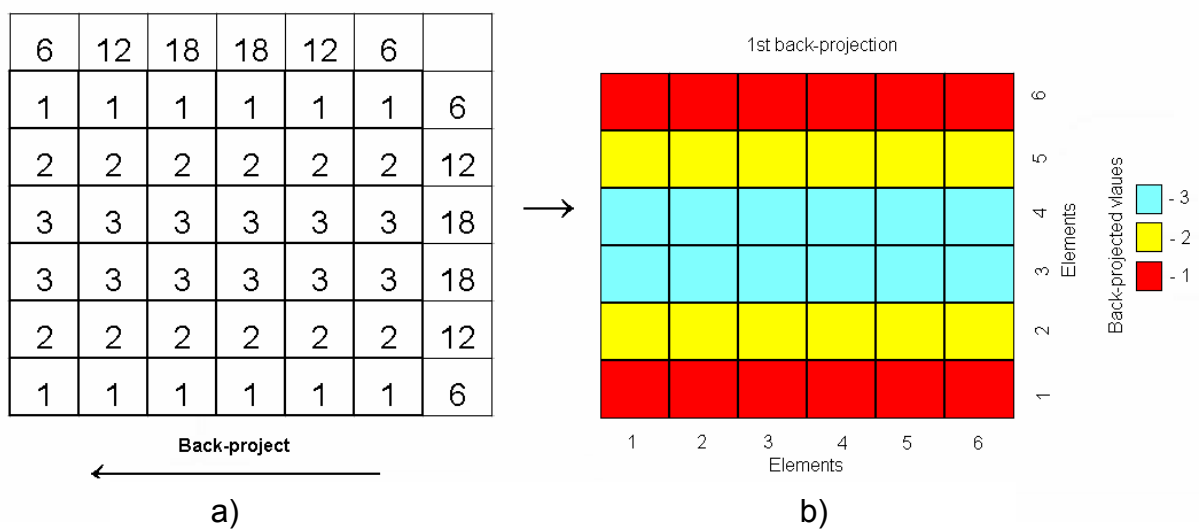 6 12 18 18 12 6
1 1 1 1 1 1 6
2 2 2 2 2 2 12
3 3 3 3 3 3 18
3 3 3 3 3 3 18
2 2 2 2 2 2 12
1 1 1 1 1 1 6
Back-project
a)
1st back-projection
6
5
4
3
2
1
Elements
1 2 3 4 5 6
Elements
Back-projected vlaues
- 3
- 2
- 1
b)